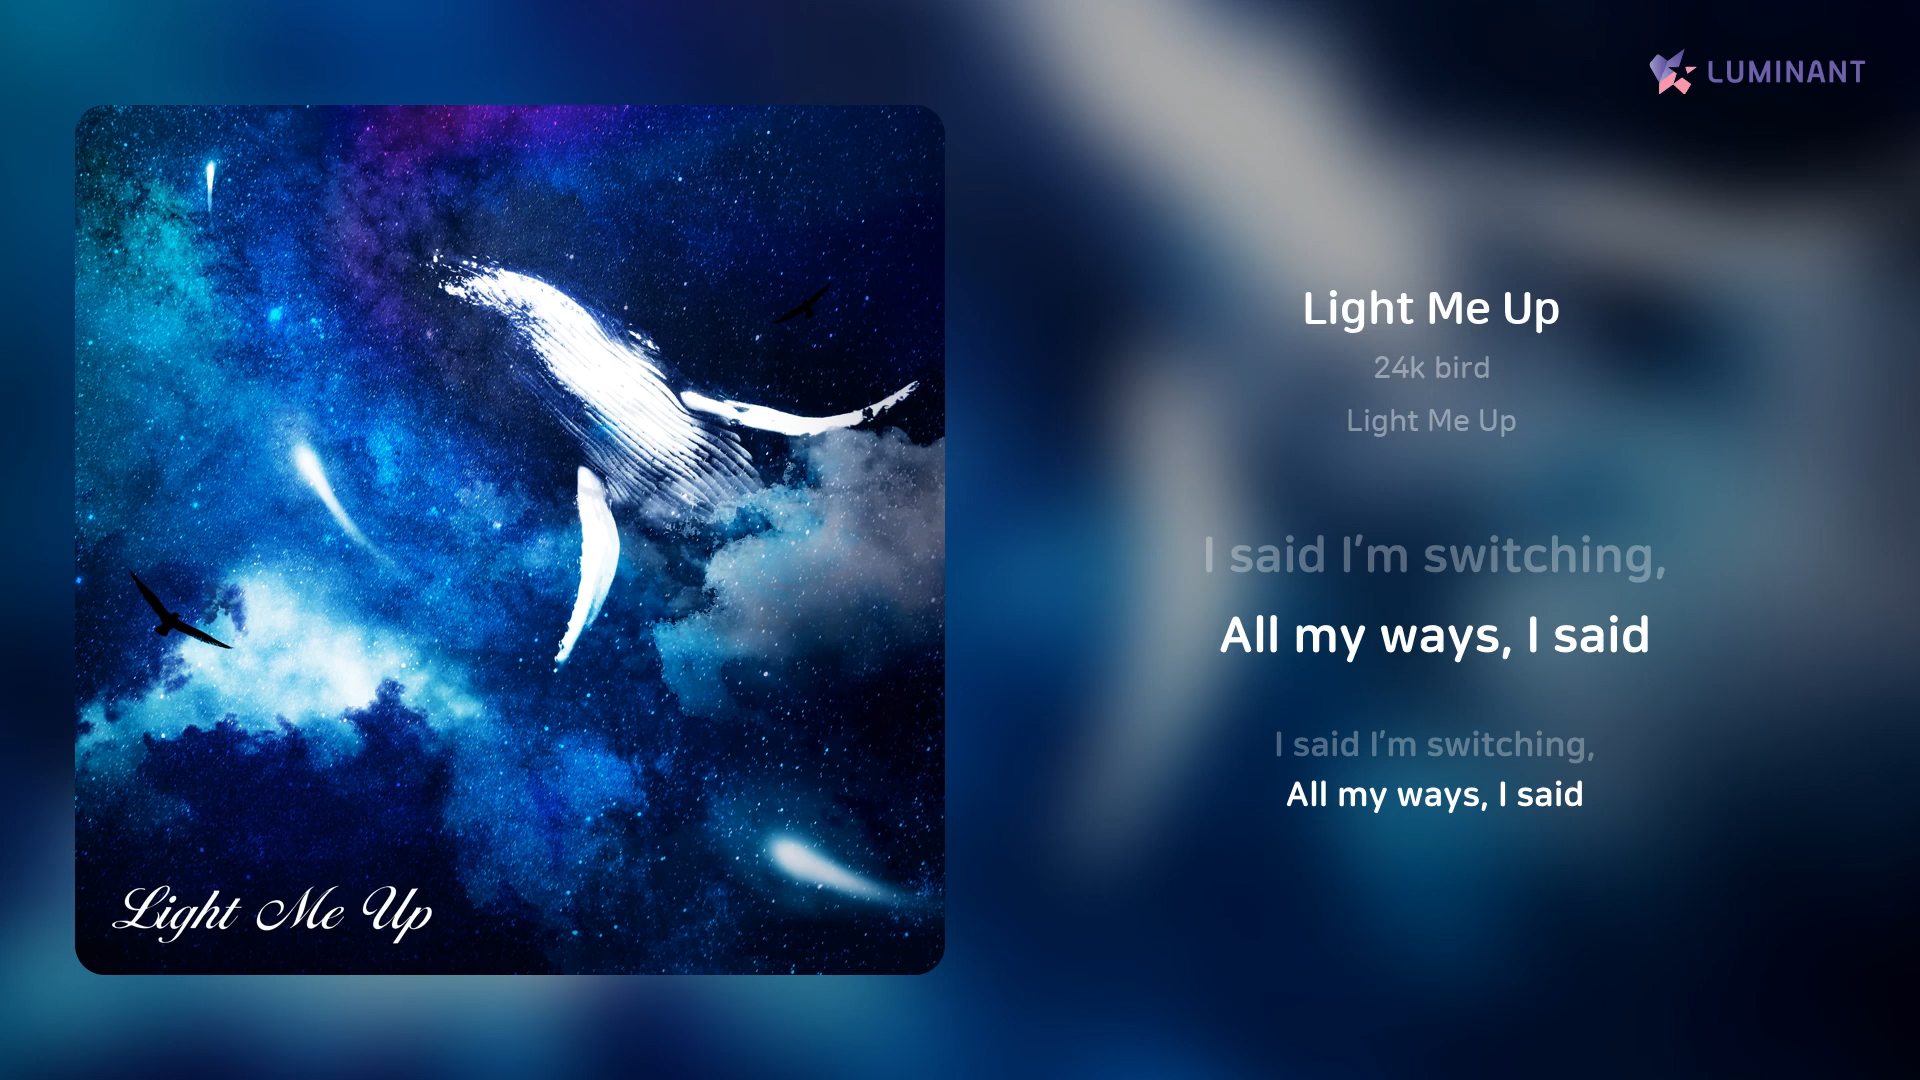 LUMINANT
Light Me Up
24k bird
Light Me Up
I said I'm switching,
All my ways, I said
I said I'm switching,
All my ways, I said
Light Me Up